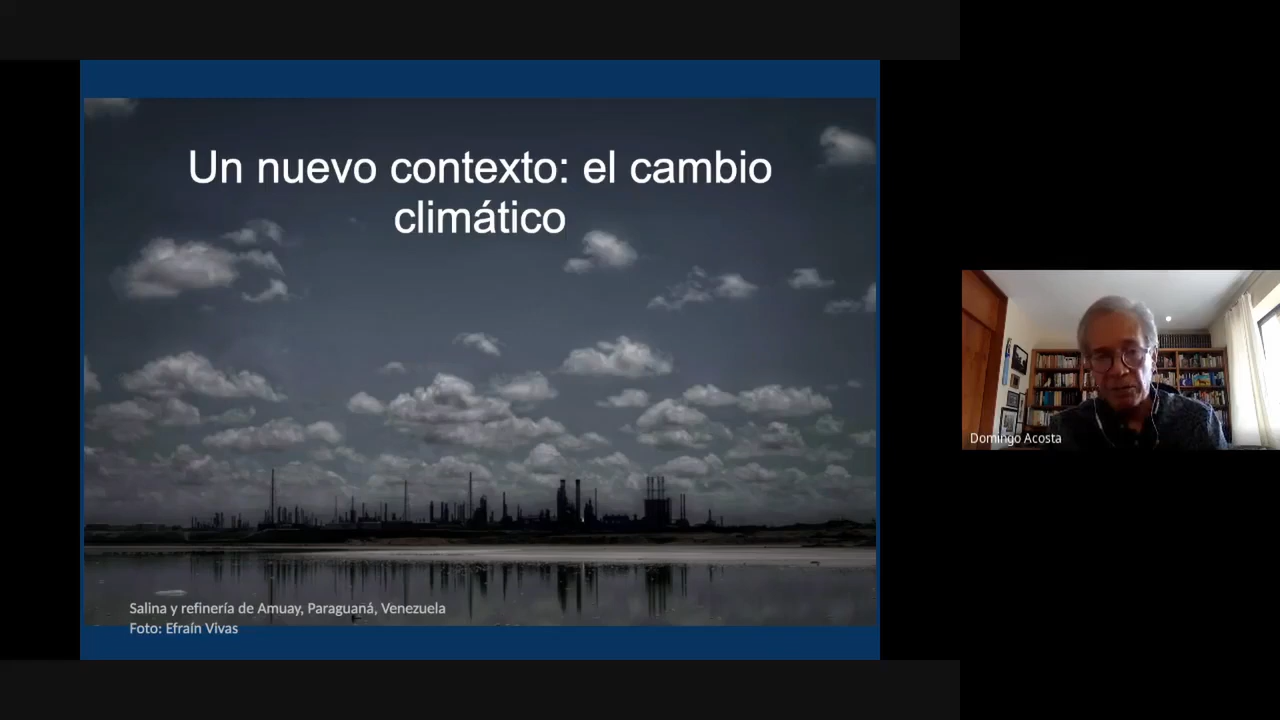 Un nuevo contexto: el cambio
climático
Salina y refinería de Amuay, Paraguaná, Venezuela
Foto: Efraín Vivas
Domingo Acosta